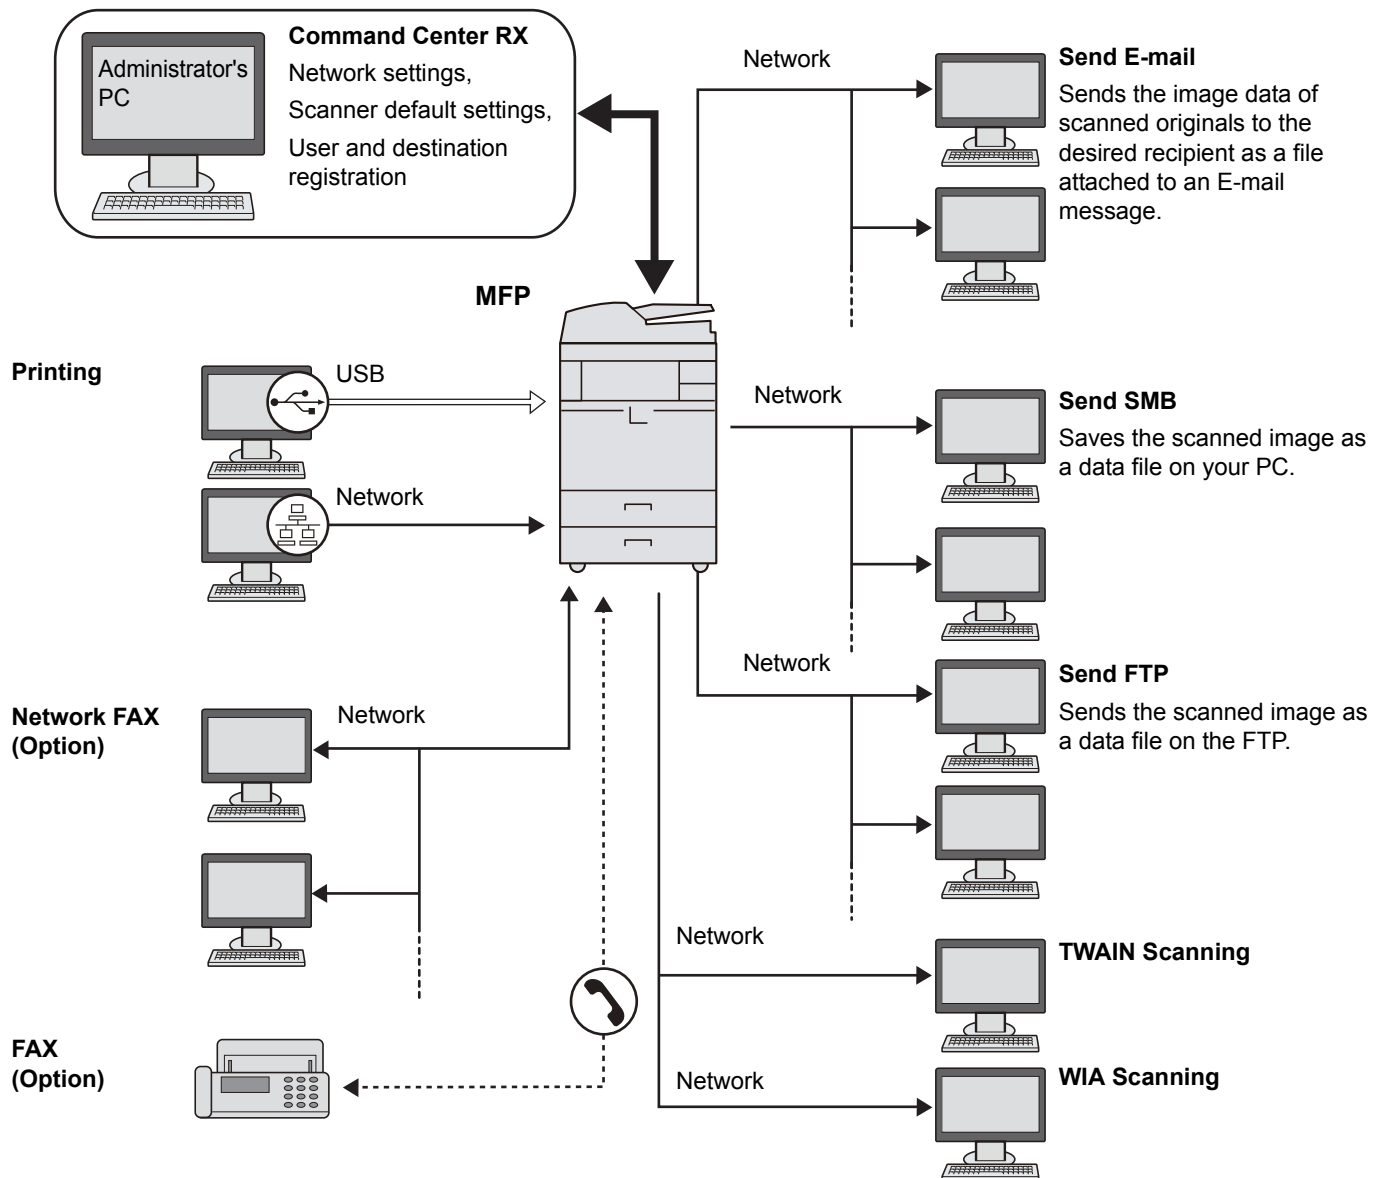 Command Center RX
Administrator's
PC
Network settings,
Scanner default settings,
User and destination
registration
Network
Send E-mail
Sends the image data of
scanned originals to the
desired recipient as a file
attached to an E-mail
message.
MFP
Printing
USB
Network
Network
Send SMB
Saves the scanned image as
a data file on your PC.
Network
Send FTP
Sends the scanned image as
a data file on the FTP.
Network FAX
(Option)
Network
Network
TWAIN Scanning
FAX
(Option)
Network
WIA Scanning